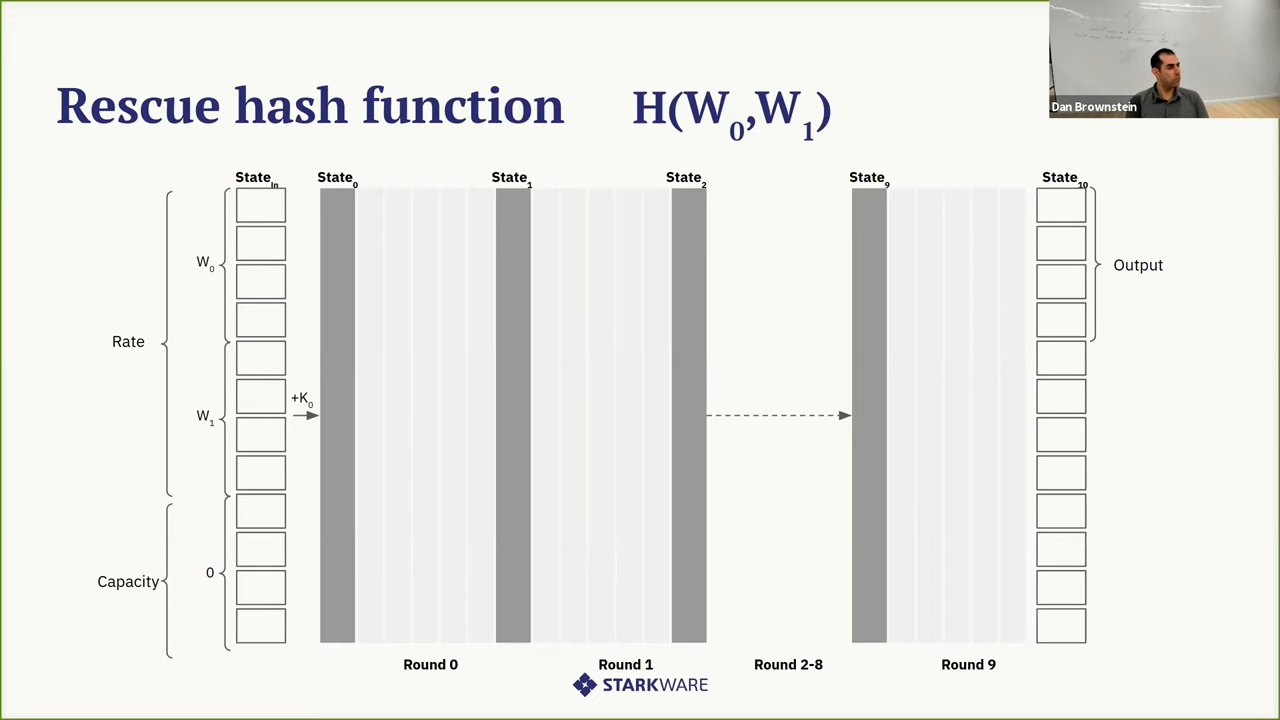 Dan Brownstein
Rescue hash function H(W₀,W₁)
State_in State₀ State₁ State₂ State₉ State₁₀
W₀
Output
Rate
+K₀
W₁
0
Capacity
Round 0 Round 1 Round 2-8 Round 9
STARKWARE